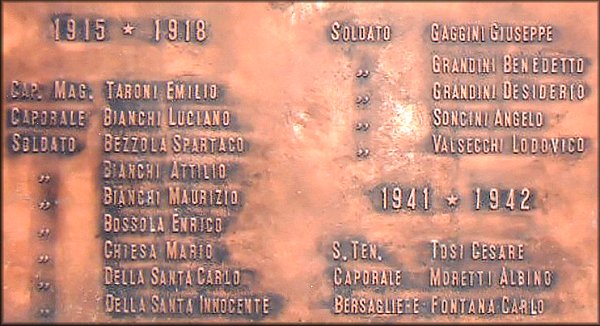 1915 * 1918
CAP. MAG. TARONI EMILIO
CAPORALE BIANCHI LUCIANO
SOLDATO BEZZOLA SPARTACO
„ BIANCHI ATTILIO
„ BIANCHI MAURIZIO
„ BOSSOLA ENRICO
„ CHIESA MARIO
„ DELLA SANTA CARLO
„ DELLA SANTA INNOCENTE
SOLDATO GAGGINI GIUSEPPE
„ GRANDINI BENEDETTO
„ GRANDINI DESIDERIO
„ SONCINI ANGELO
„ VALSECCHI LODOVICO
1941 * 1942
S. TEN. TOSI CESARE
CAPORALE MORETTI ALBINO
BERSAGLIE-E FONTANA CARLO